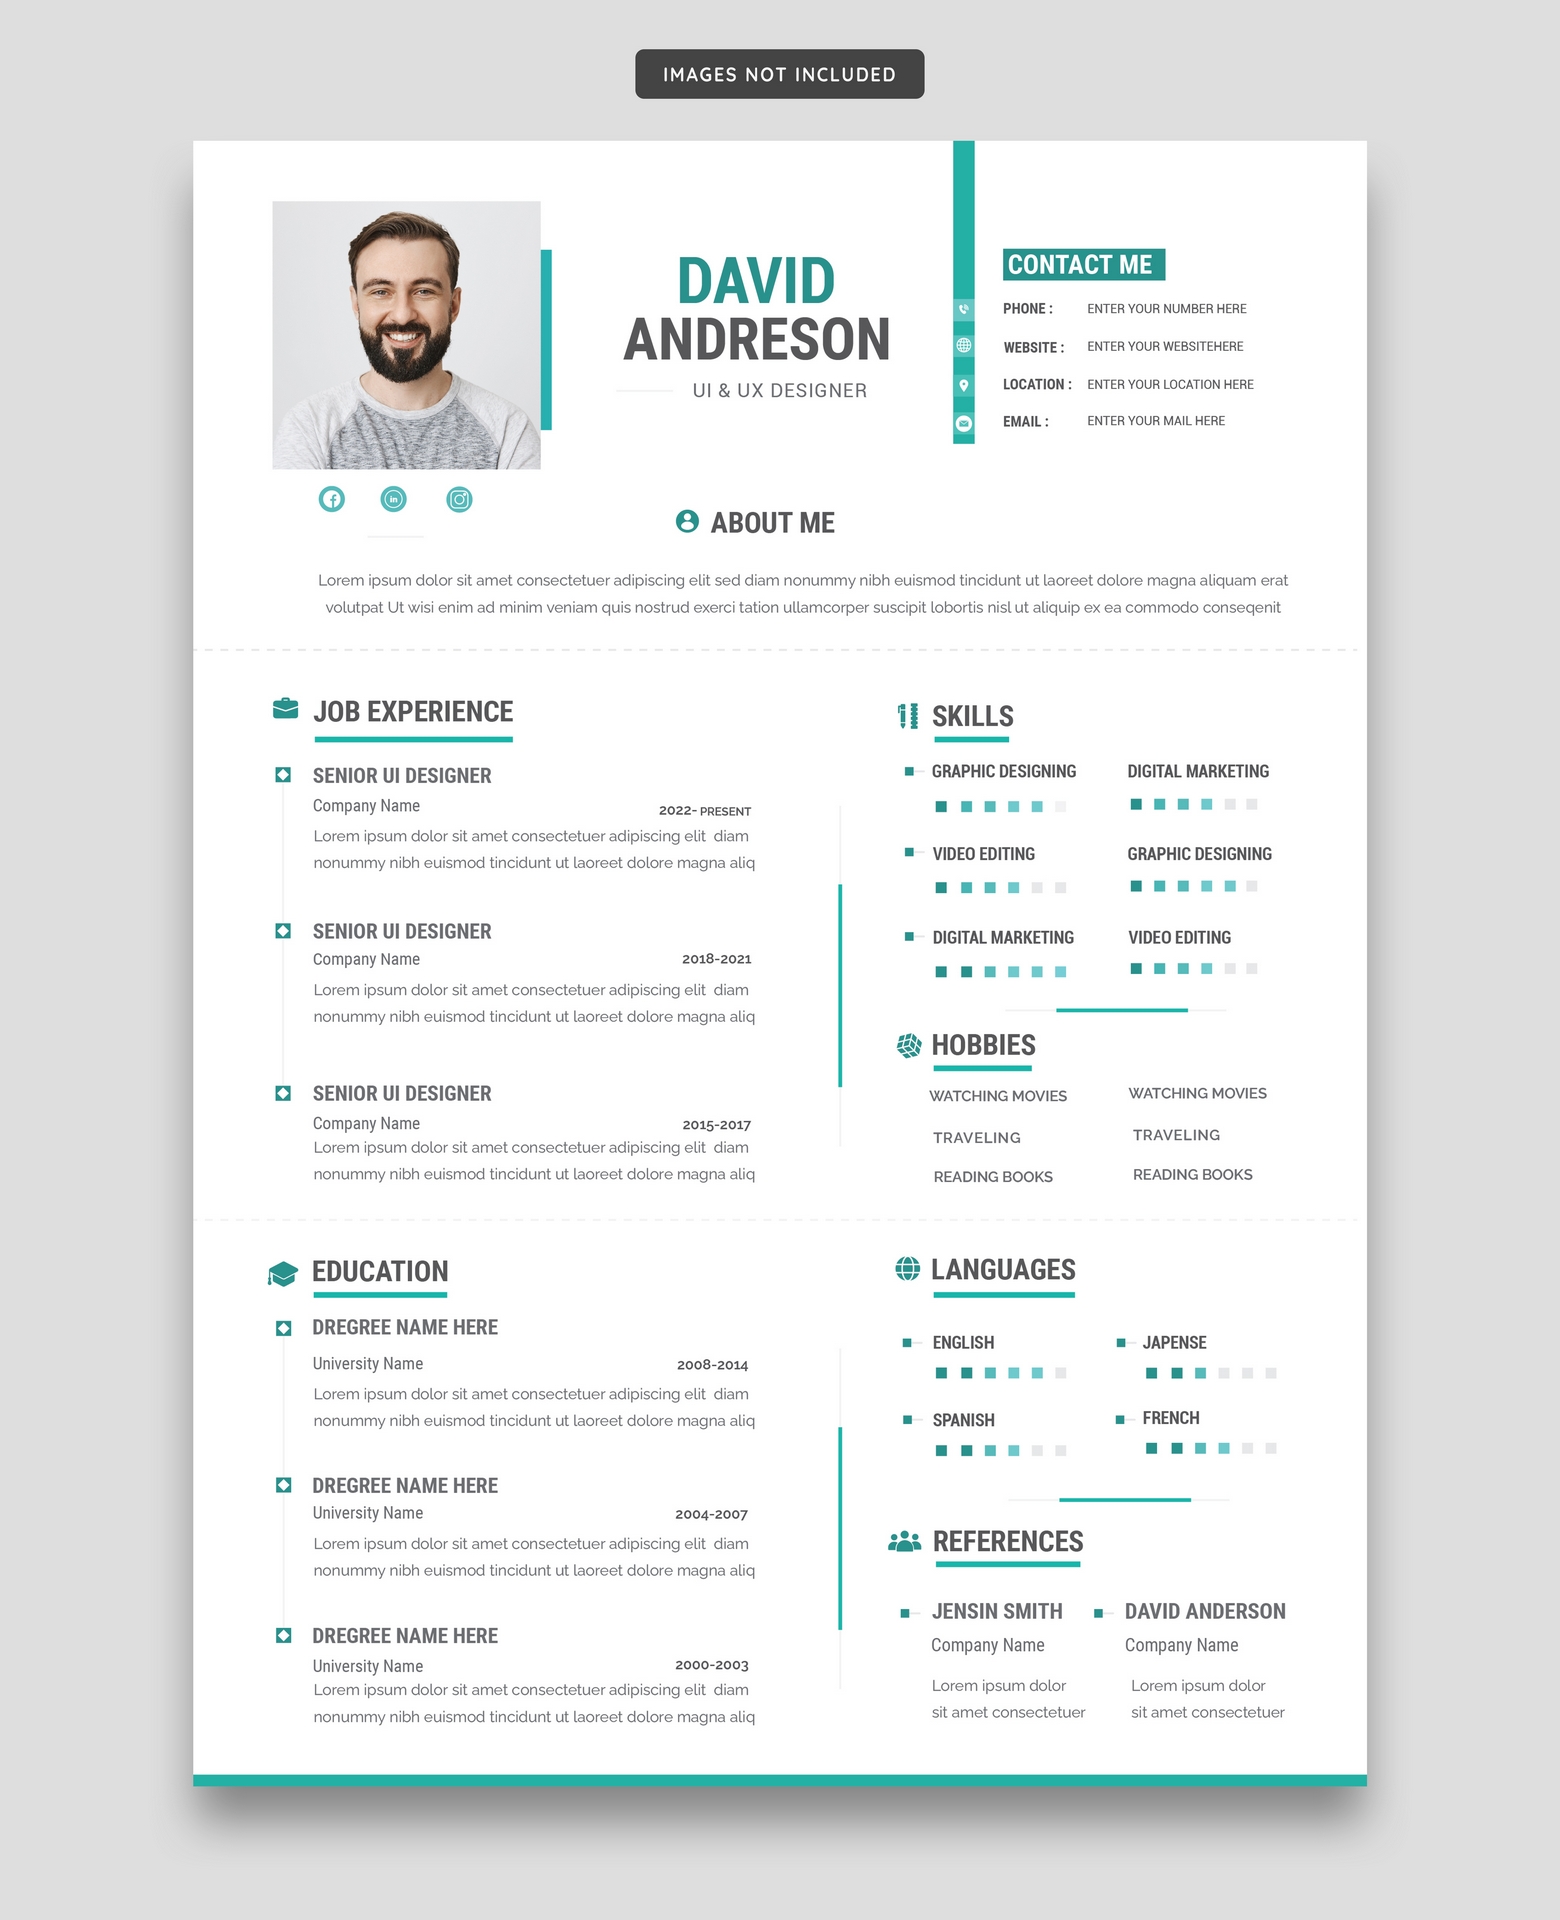 IMAGES NOT INCLUDED
DAVID
ANDRESON
UI & UX DESIGNER
CONTACT ME
PHONE : ENTER YOUR NUMBER HERE
WEBSITE : ENTER YOUR WEBSITEHERE
LOCATION : ENTER YOUR LOCATION HERE
EMAIL : ENTER YOUR MAIL HERE
in
ABOUT ME
Lorem ipsum dolor sit amet consectetuer adipiscing elit sed diam nonummy nibh euismod tincidunt ut laoreet dolore magna aliquam erat
volutpat Ut wisi enim ad minim veniam quis nostrud exerci tation ullamcorper suscipit lobortis nisl ut aliquip ex ea commodo conseqenit
JOB EXPERIENCE
SENIOR UI DESIGNER
Company Name
2022- PRESENT
Lorem ipsum dolor sit amet consectetuer adipiscing elit diam
nonummy nibh euismod tincidunt ut laoreet dolore magna aliq
SENIOR UI DESIGNER
Company Name
2018-2021
Lorem ipsum dolor sit amet consectetuer adipiscing elit diam
nonummy nibh euismod tincidunt ut laoreet dolore magna aliq
SENIOR UI DESIGNER
Company Name
2015-2017
Lorem ipsum dolor sit amet consectetuer adipiscing elit diam
nonummy nibh euismod tincidunt ut laoreet dolore magna aliq
SKILLS
GRAPHIC DESIGNING
DIGITAL MARKETING
VIDEO EDITING
GRAPHIC DESIGNING
DIGITAL MARKETING
VIDEO EDITING
HOBBIES
WATCHING MOVIES
WATCHING MOVIES
TRAVELING
TRAVELING
READING BOOKS
READING BOOKS
EDUCATION
DREGREE NAME HERE
University Name
2008-2014
Lorem ipsum dolor sit amet consectetuer adipiscing elit diam
nonummy nibh euismod tincidunt ut laoreet dolore magna aliq
DREGREE NAME HERE
University Name
2004-2007
Lorem ipsum dolor sit amet consectetuer adipiscing elit diam
nonummy nibh euismod tincidunt ut laoreet dolore magna aliq
DREGREE NAME HERE
University Name
2000-2003
Lorem ipsum dolor sit amet consectetuer adipiscing elit diam
nonummy nibh euismod tincidunt ut laoreet dolore magna aliq
LANGUAGES
ENGLISH
JAPENSE
SPANISH
FRENCH
REFERENCES
JENSIN SMITH
Company Name
Lorem ipsum dolor
sit amet consectetuer
DAVID ANDERSON
Company Name
Lorem ipsum dolor
sit amet consectetuer